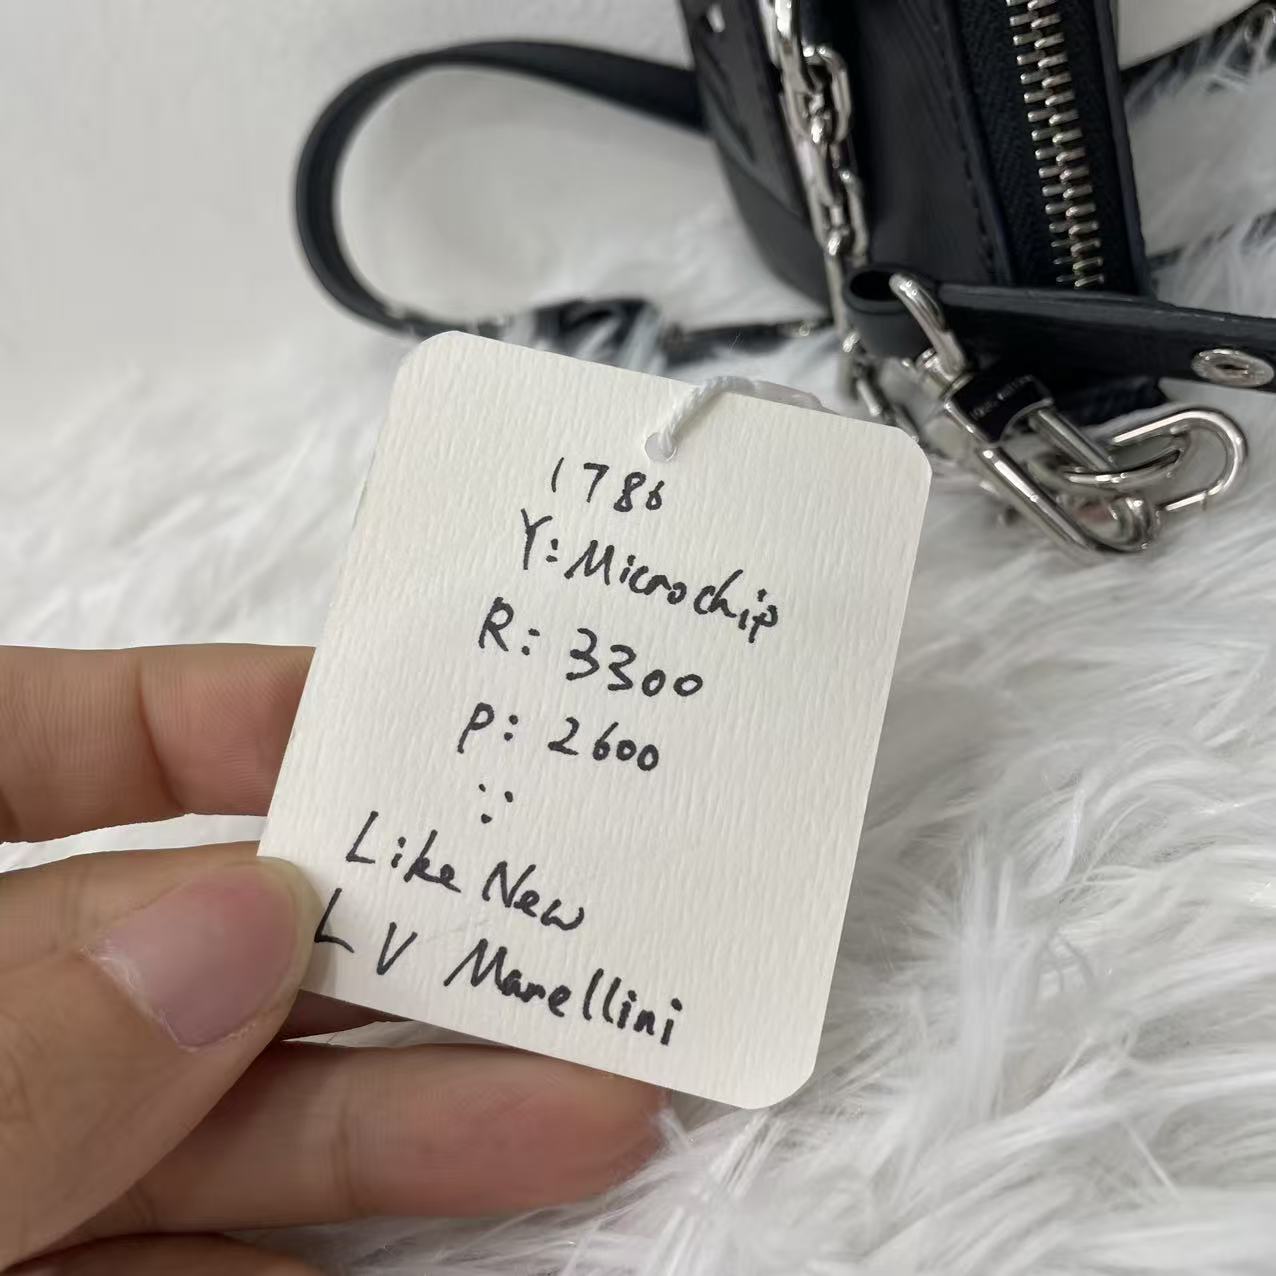 1786
Y: Microchip
R: 3300
P: 2600
Like New
LV Marellini